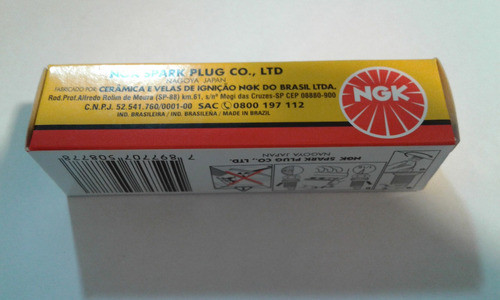 NGK SPARK PLUG CO., LTD
NAGOYA JAPAN
FABRICADO POR CERÂMICA E VELAS DE IGNIÇÃO NGK DO BRASIL LTDA.
Rod.Prof.Alfredo Rolim de Moura (SP-88) km.61, s/nº Mogi das Cruzes-SP CEP 08880-900
C.N.P.J. 52.541.760/0001-00 SAC 0800 197 112
IND. BRASILEIRA / IND. BRASILEÑA / MADE IN BRAZIL
NGK
NGK SPARK PLUG CO., LTD.
NAGOYA JAPAN
7 897707 508778